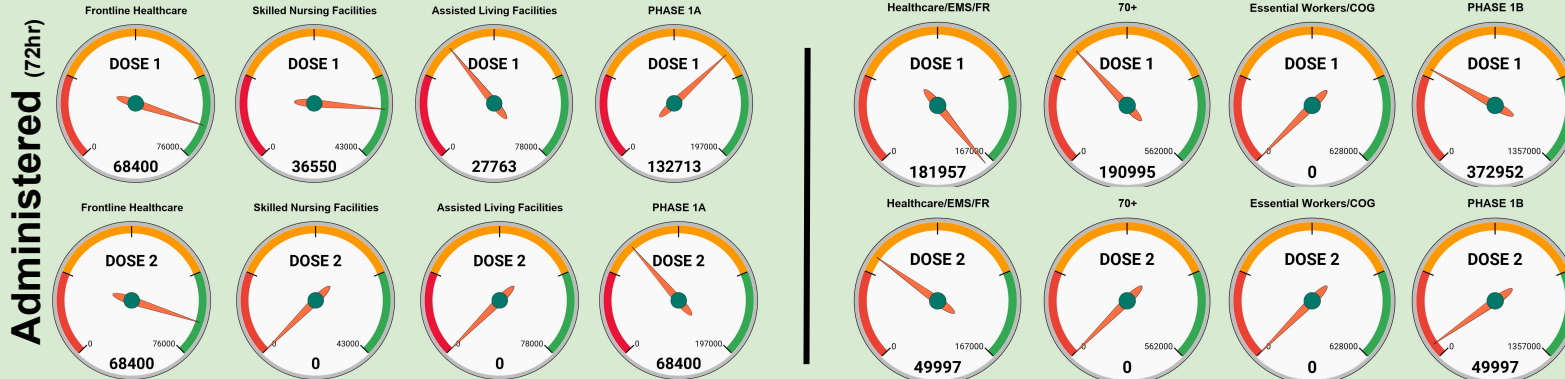 Administered (72hr)
Frontline Healthcare
DOSE 1
0
76000
68400
Skilled Nursing Facilities
DOSE 1
0
43000
36550
Assisted Living Facilities
DOSE 1
0
78000
27763
PHASE 1A
DOSE 1
0
197000
132713
Healthcare/EMS/FR
DOSE 1
0
167000
181957
70+
DOSE 1
0
562000
190995
Essential Workers/COG
DOSE 1
0
628000
0
PHASE 1B
DOSE 1
0
1357000
372952
Frontline Healthcare
DOSE 2
0
76000
68400
Skilled Nursing Facilities
DOSE 2
0
43000
0
Assisted Living Facilities
DOSE 2
0
78000
0
PHASE 1A
DOSE 2
0
197000
68400
Healthcare/EMS/FR
DOSE 2
0
167000
49997
70+
DOSE 2
0
562000
0
Essential Workers/COG
DOSE 2
0
628000
0
PHASE 1B
DOSE 2
0
1357000
49997